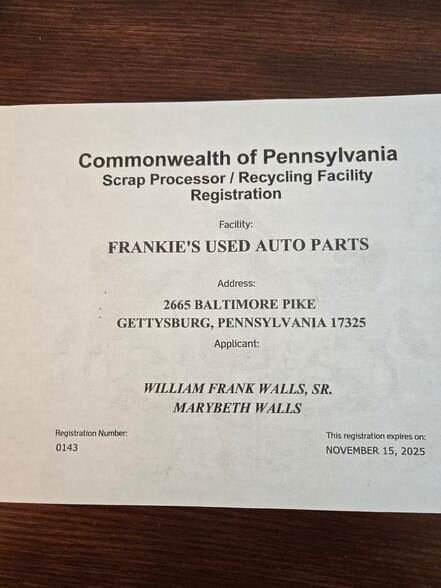 Commonwealth of Pennsylvania
Scrap Processor / Recycling Facility
Registration
Facility:
FRANKIE'S USED AUTO PARTS
Address:
2665 BALTIMORE PIKE
GETTYSBURG, PENNSYLVANIA 17325
Applicant:
WILLIAM FRANK WALLS, SR.
MARYBETH WALLS
Registration Number:
0143
This registration expires on:
NOVEMBER 15, 2025